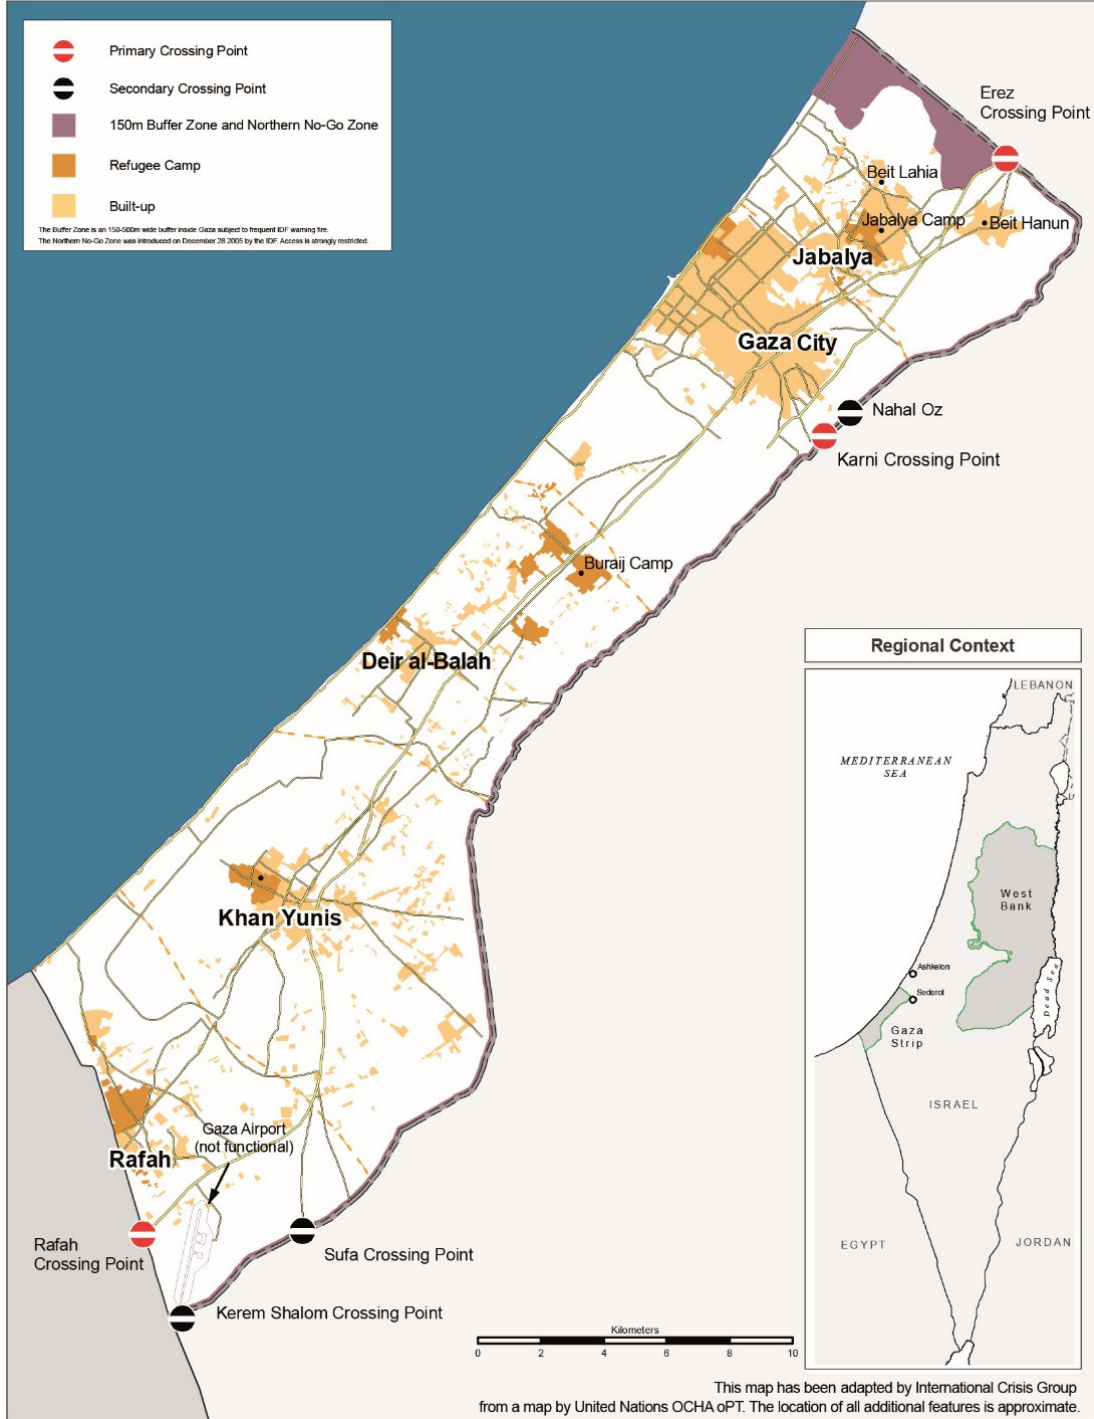 Primary Crossing Point
Secondary Crossing Point
150m Buffer Zone and Northern No-Go Zone
Refugee Camp
Built-up
The Buffer Zone is an 150-500m wide buffer inside Gaza subject to frequent IDF warning fire.
The Northern No-Go Zone was introduced on December 28 2005 by the IDF. Access is strongly restricted.
Erez
Crossing Point
Beit Lahia
Jabalya Camp
Beit Hanun
Jabalya
Gaza City
Nahal Oz
Karni Crossing Point
Buraij Camp
Deir al-Balah
Khan Yunis
Gaza Airport
(not functional)
Rafah
Rafah
Crossing Point
Sufa Crossing Point
Kerem Shalom Crossing Point
Regional Context
LEBANON
MEDITERRANEAN
SEA
West
Bank
Ashkelon
Sederot
Dead Sea
Gaza
Strip
ISRAEL
EGYPT
JORDAN
Kilometers
0 2 4 6 8 10
This map has been adapted by International Crisis Group
from a map by United Nations OCHA oPT. The location of all additional features is approximate.